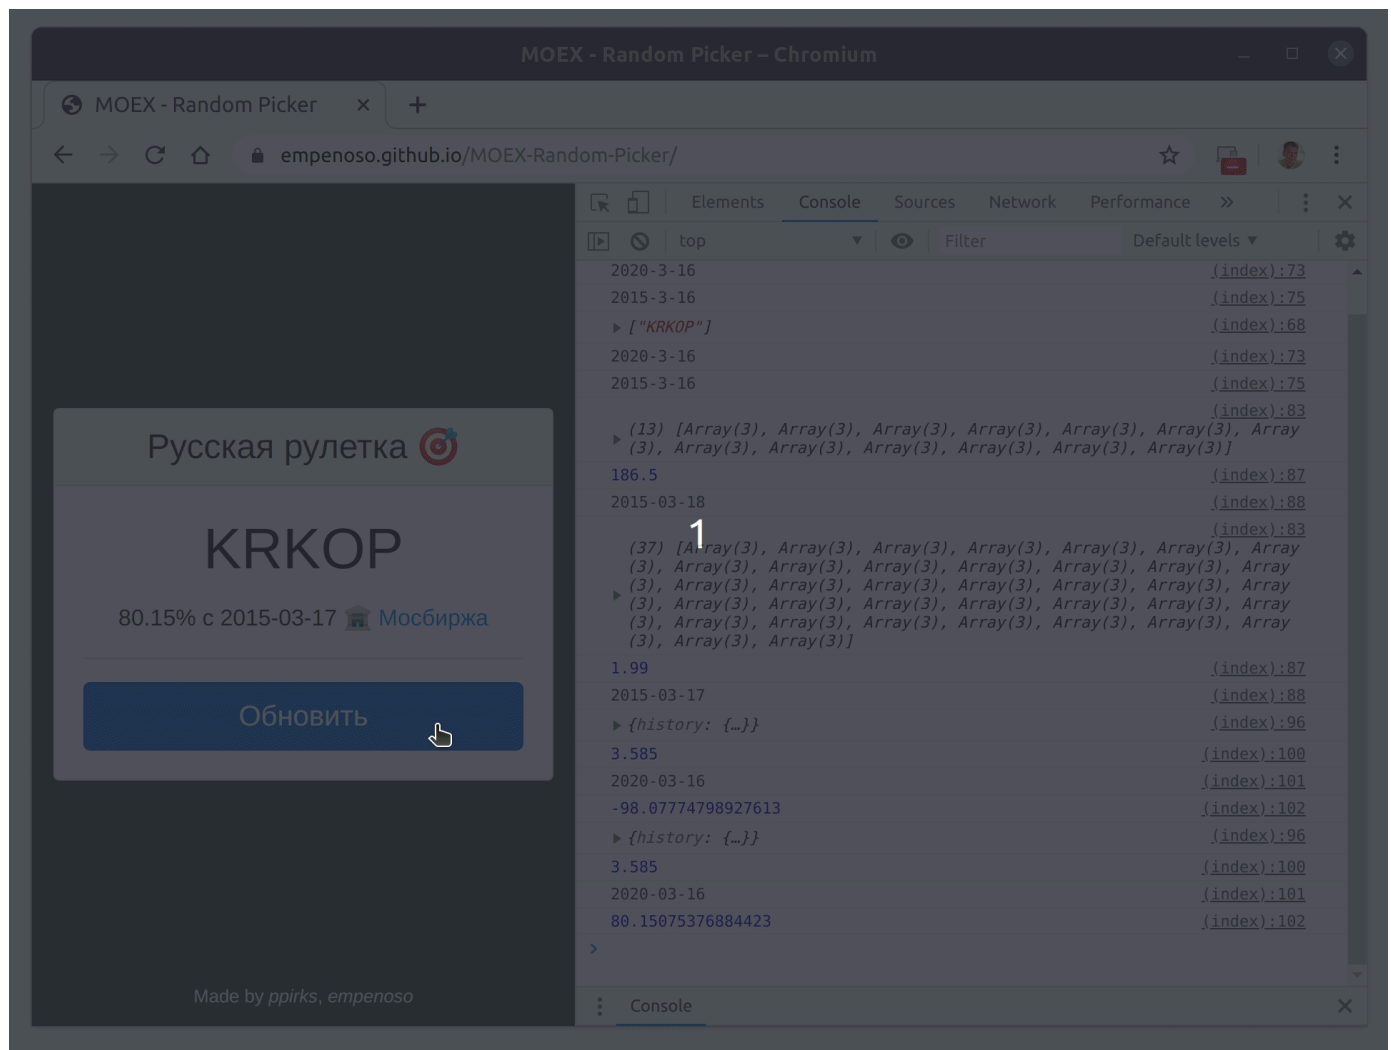 MOEX - Random Picker – Chromium
MOEX - Random Picker
empenoso.github.io/MOEX-Random-Picker/
Elements Console Sources Network Performance »
top Filter Default levels
2020-3-16 (index):73
2015-3-16 (index):75
["KRKOP"] (index):68
2020-3-16 (index):73
2015-3-16 (index):75
(index):83
(13) [Array(3), Array(3), Array(3), Array(3), Array(3), Array(3), Array
(3), Array(3), Array(3), Array(3), Array(3), Array(3), Array(3)]
186.5 (index):87
2015-03-18 (index):88
1
(index):83
(37) [Array(3), Array(3), Array(3), Array(3), Array(3), Array(3), Array
(3), Array(3), Array(3), Array(3), Array(3), Array(3), Array(3), Array
(3), Array(3), Array(3), Array(3), Array(3), Array(3), Array(3), Array
(3), Array(3), Array(3), Array(3), Array(3), Array(3), Array(3), Array
(3), Array(3), Array(3), Array(3), Array(3), Array(3), Array(3), Array
(3), Array(3), Array(3)]
1.99 (index):87
2015-03-17 (index):88
{history: {…}} (index):96
3.585 (index):100
2020-03-16 (index):101
-98.07774798927613 (index):102
{history: {…}} (index):96
3.585 (index):100
2020-03-16 (index):101
80.15075376884423 (index):102
Console
Русская рулетка
KRKOP
80.15% с 2015-03-17 Мосбиржа
Обновить
Made by ppirks, empenoso